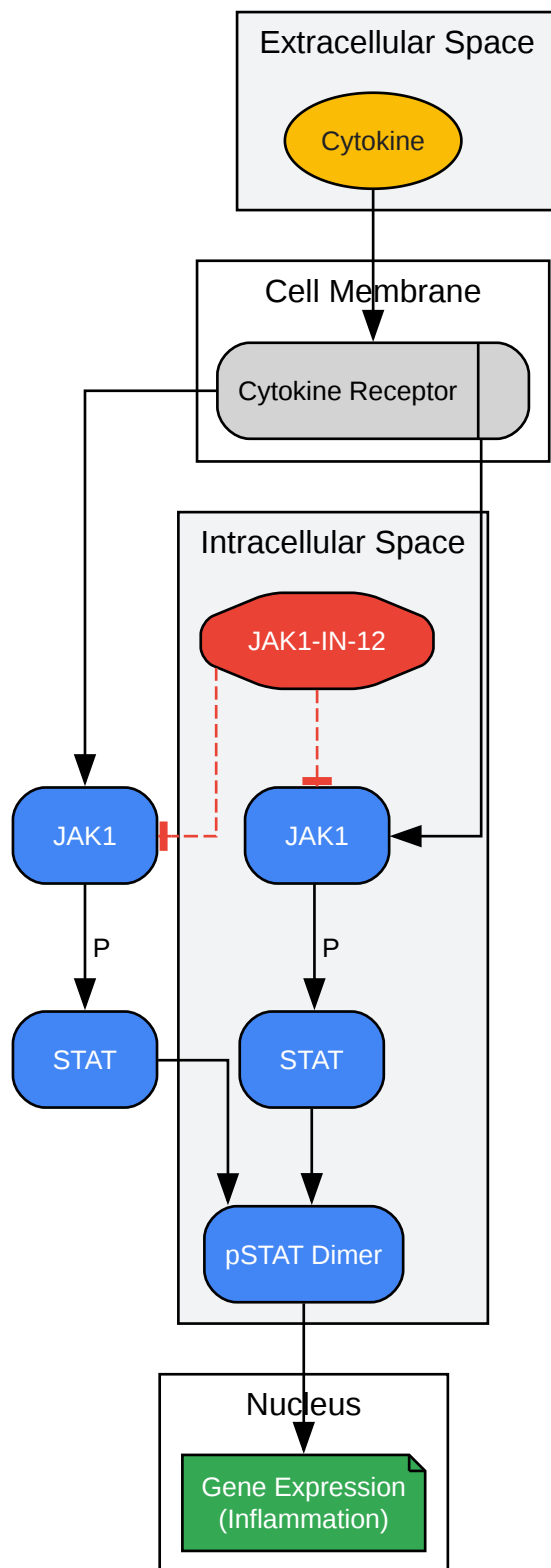 Extracellular Space
Cytokine
Cell Membrane
Cytokine Receptor
Intracellular Space
JAK1-IN-12
JAK1
JAK1
P
P
STAT
STAT
pSTAT Dimer
Nucleus
Gene Expression
(Inflammation)